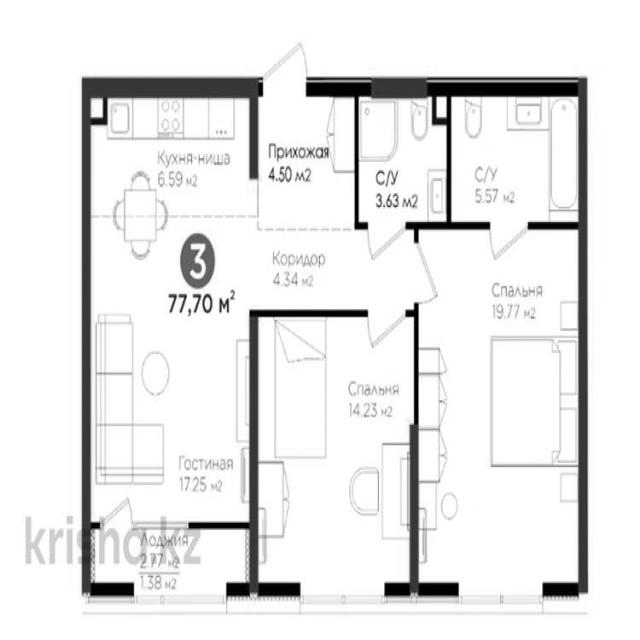 Кухня-ниша
6.59 м2
Прихожая
4.50 м2
С/У
3.63 м2
С/У
5.57 м2
3
77,70 м²
Коридор
4.34 м2
Спальня
19.77 м2
Спальня
14.23 м2
Гостиная
17.25 м2
krisha.kz
Лоджия
2.77 м2
1.38 м2